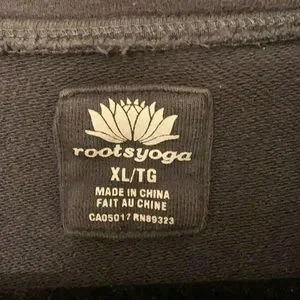 rootsyoga
XL/TG
MADE IN CHINA
FAIT AU CHINE
CA05017 RN89323